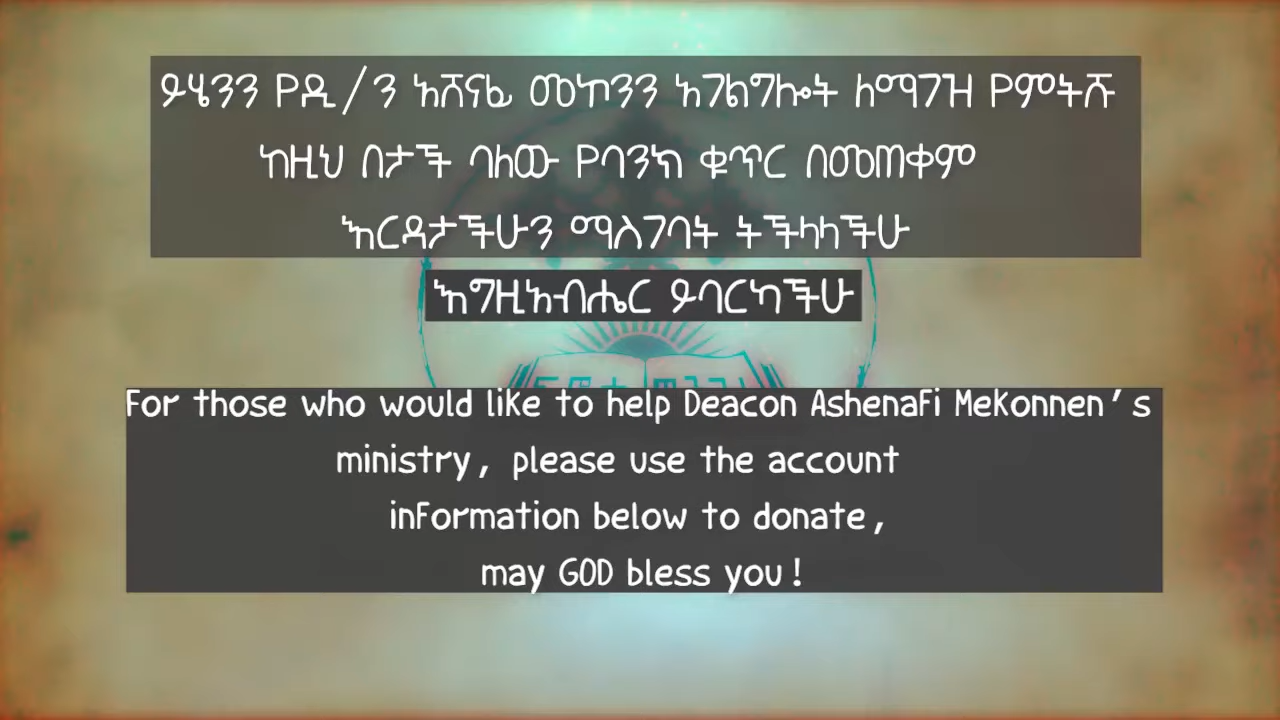 ይሄንን የዲ/ን አሸናፊ መኮንን አገልግሎት ለማገዝ የምትሹ
ከዚህ በታች ባለው የባንክ ቁጥር በመጠቀም
እርዳታችሁን ማስገባት ትችላላችሁ
እግዚአብሔር ይባርካችሁ
For those who would like to help Deacon Ashenafi Mekonnen's
ministry, please use the account
information below to donate,
may GOD bless you!